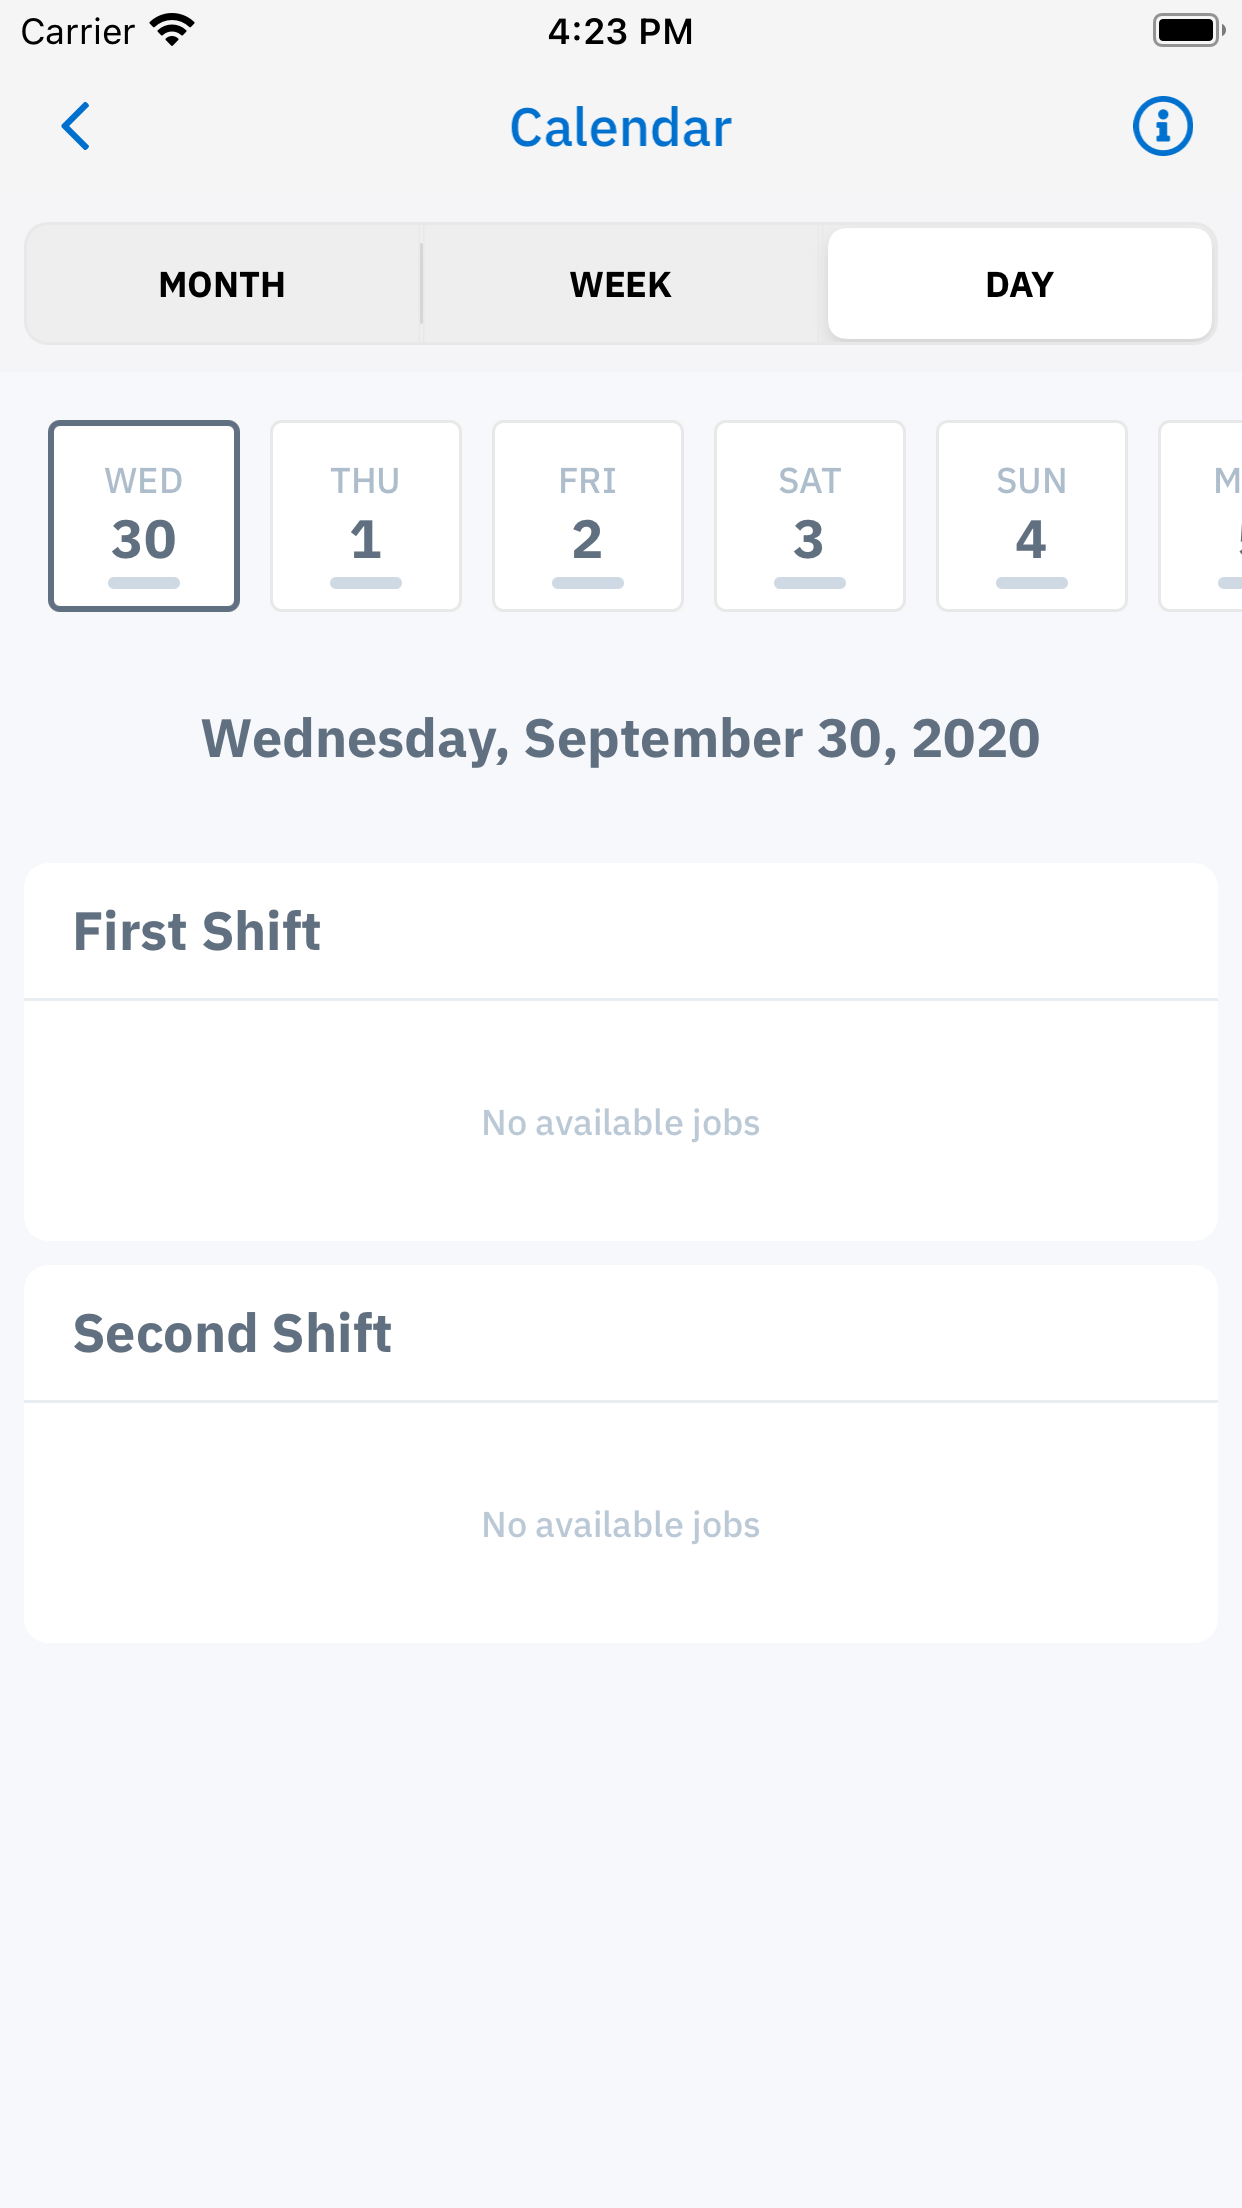 Carrier 4:23 PM
Calendar
MONTH WEEK DAY
WED THU FRI SAT SUN
30 1 2 3 4
Wednesday, September 30, 2020
First Shift
No available jobs
Second Shift
No available jobs